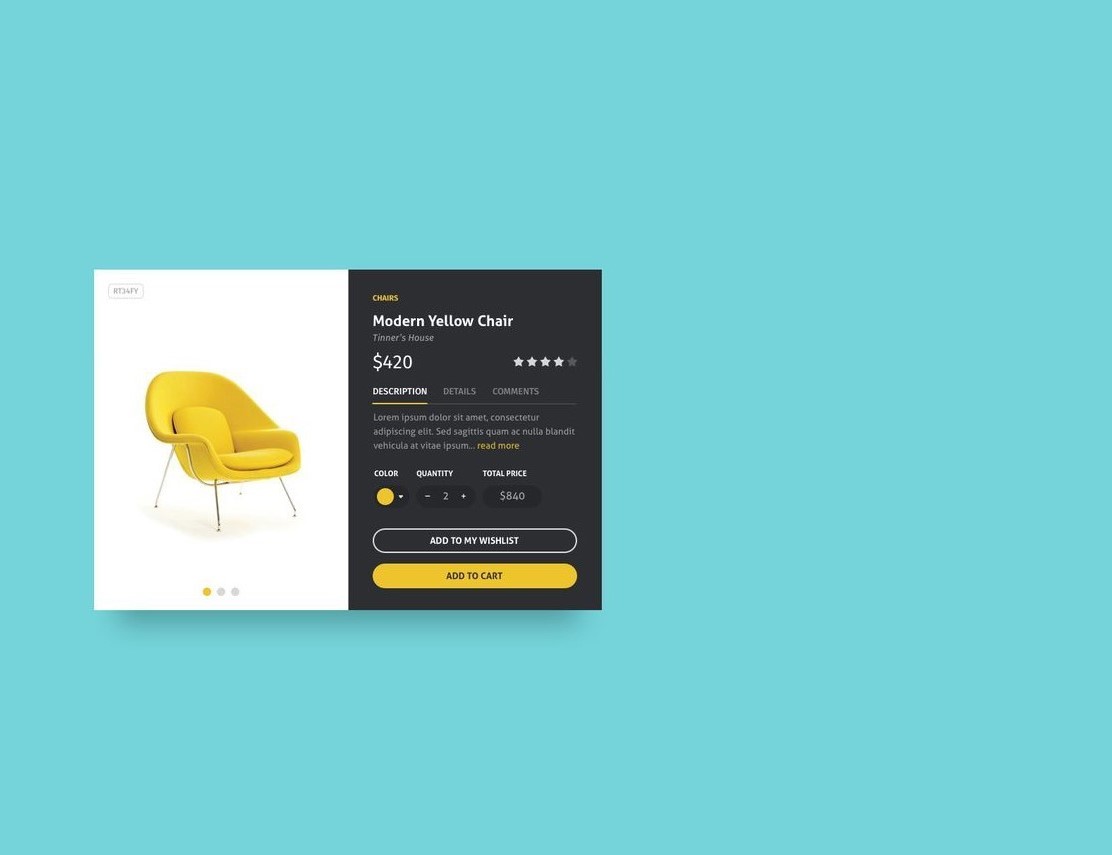 RT34FY
CHAIRS
Modern Yellow Chair
Tinner's House
$420
DESCRIPTION DETAILS COMMENTS
Lorem ipsum dolor sit amet, consectetur
adipiscing elit. Sed sagittis quam ac nulla blandit
vehicula at vitae ipsum... read more
COLOR QUANTITY TOTAL PRICE
− 2 + $840
ADD TO MY WISHLIST
ADD TO CART